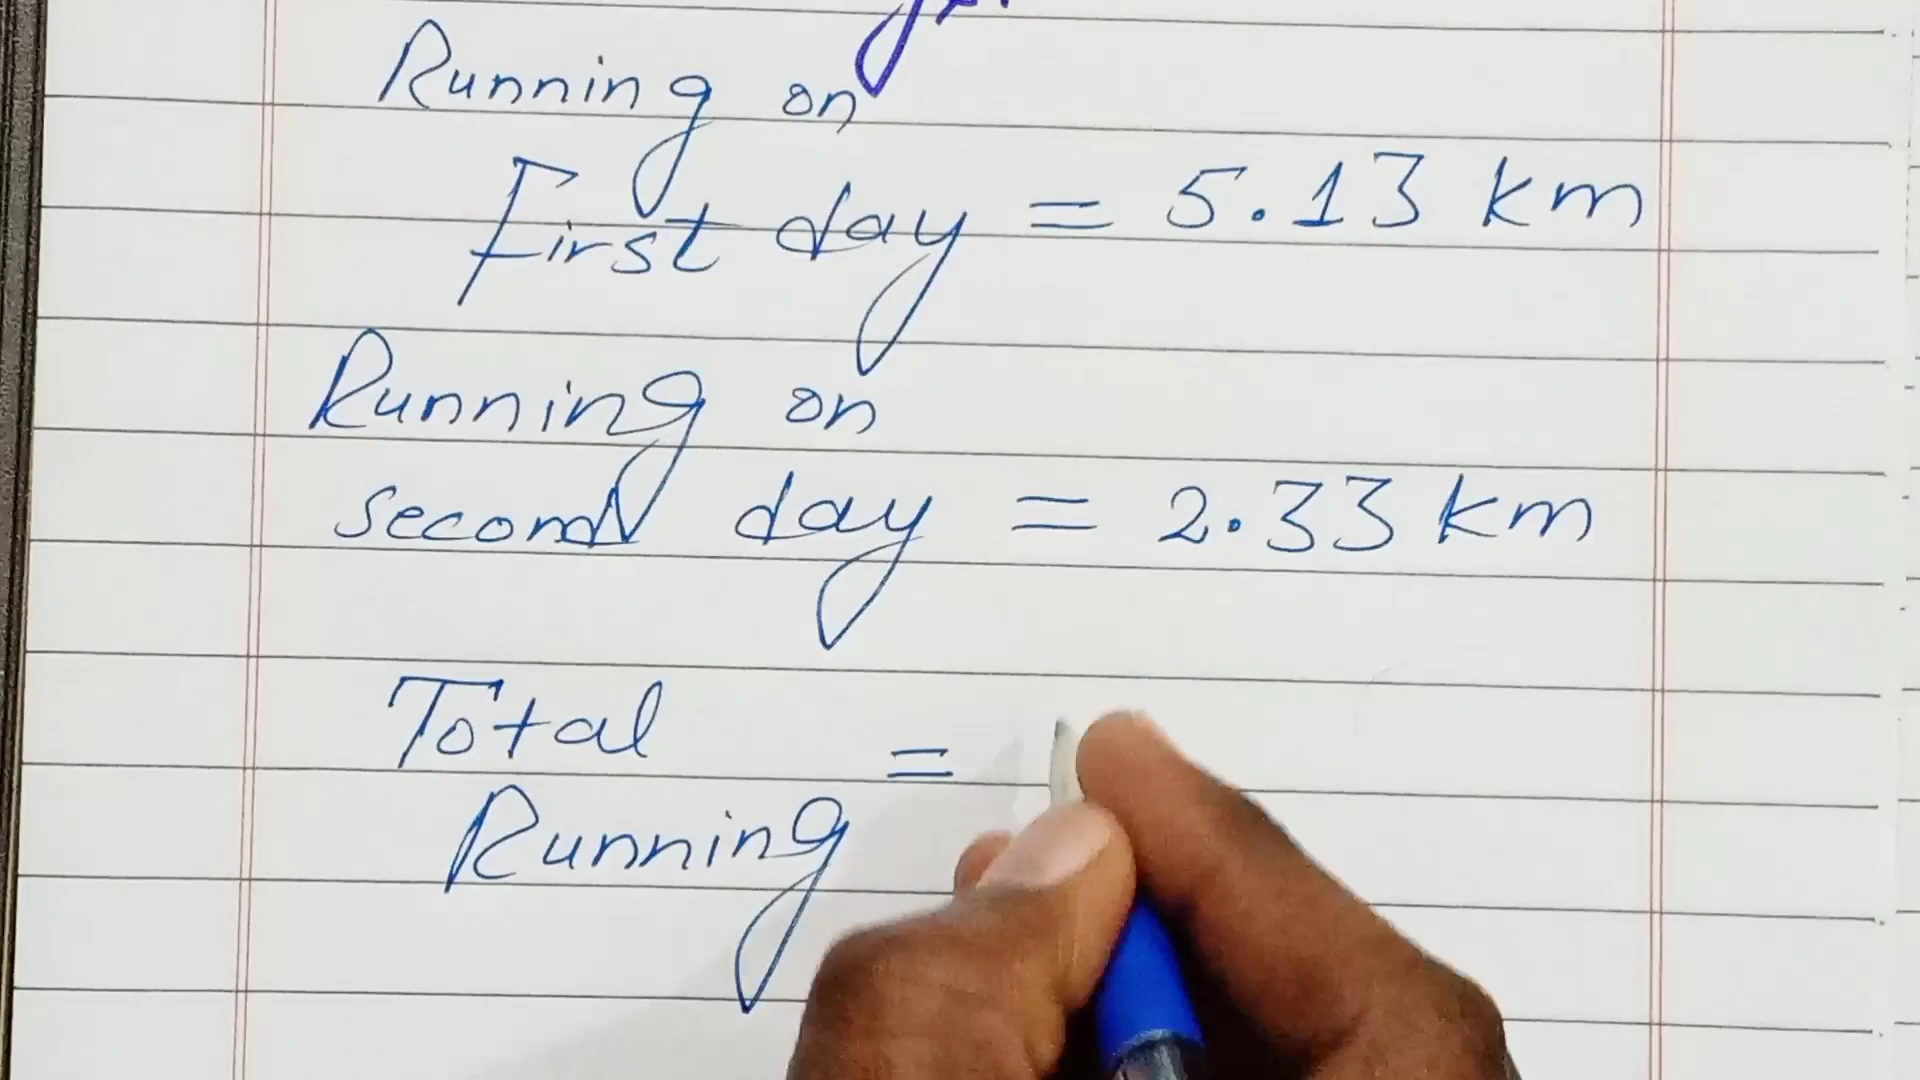 Running on
First day = 5.13 km
Running on
second day = 2.33 km
Total =
Running